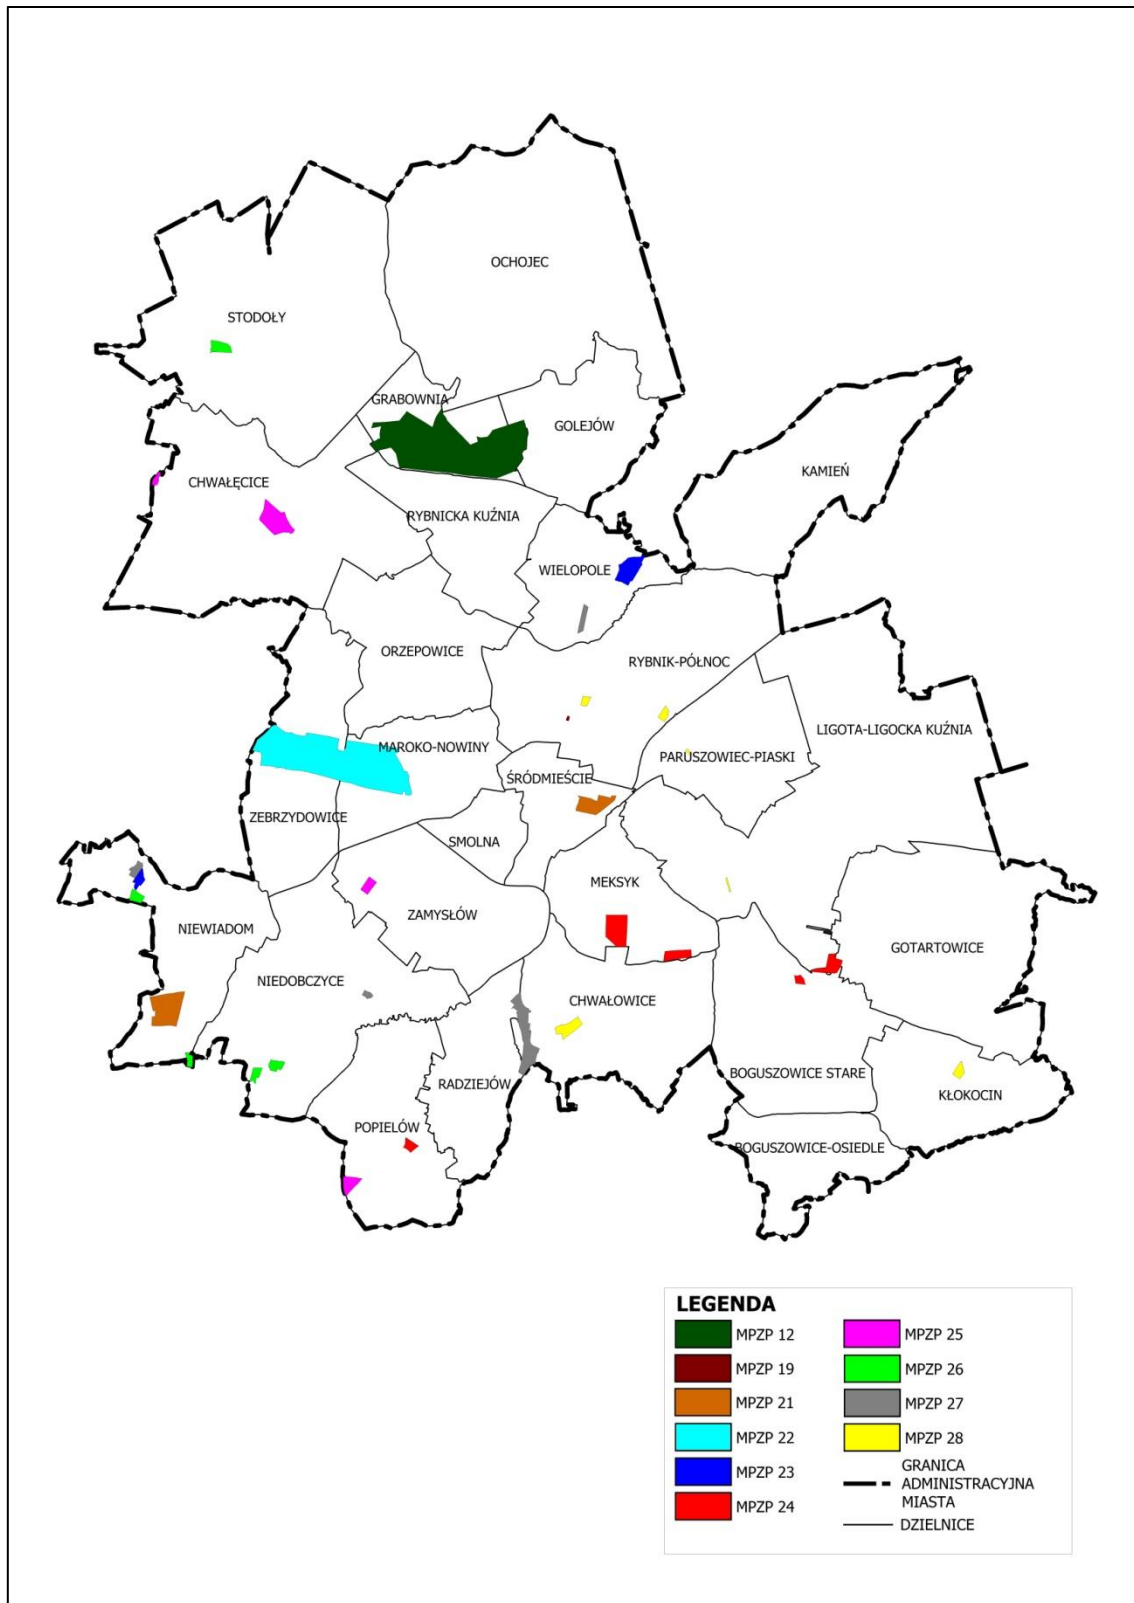 OCHOJEC
STODOŁY
GRABOWNIA
GOLEJÓW
KAMIEŃ
CHWAŁĘCICE
RYBNICKA KUŹNIA
WIELOPOLE
ORZEPOWICE
RYBNIK-PÓŁNOC
LIGOTA-LIGOCKA KUŹNIA
MAROKO-NOWINY
PARUSZOWIEC-PIASKI
ŚRÓDMIEŚCIE
ZEBRZYDOWICE
SMOLNA
MEKSYK
ZAMYSŁÓW
NIEWIADOM
GOTARTOWICE
NIEDOBCZYCE
CHWAŁOWICE
BOGUSZOWICE STARE
RADZIEJÓW
KŁOKOCIN
POPIELÓW
BOGUSZOWICE-OSIEDLE
LEGENDA
MPZP 12
MPZP 19
MPZP 21
MPZP 22
MPZP 23
MPZP 24
MPZP 25
MPZP 26
MPZP 27
MPZP 28
GRANICA
ADMINISTRACYJNA
MIASTA
DZIELNICE